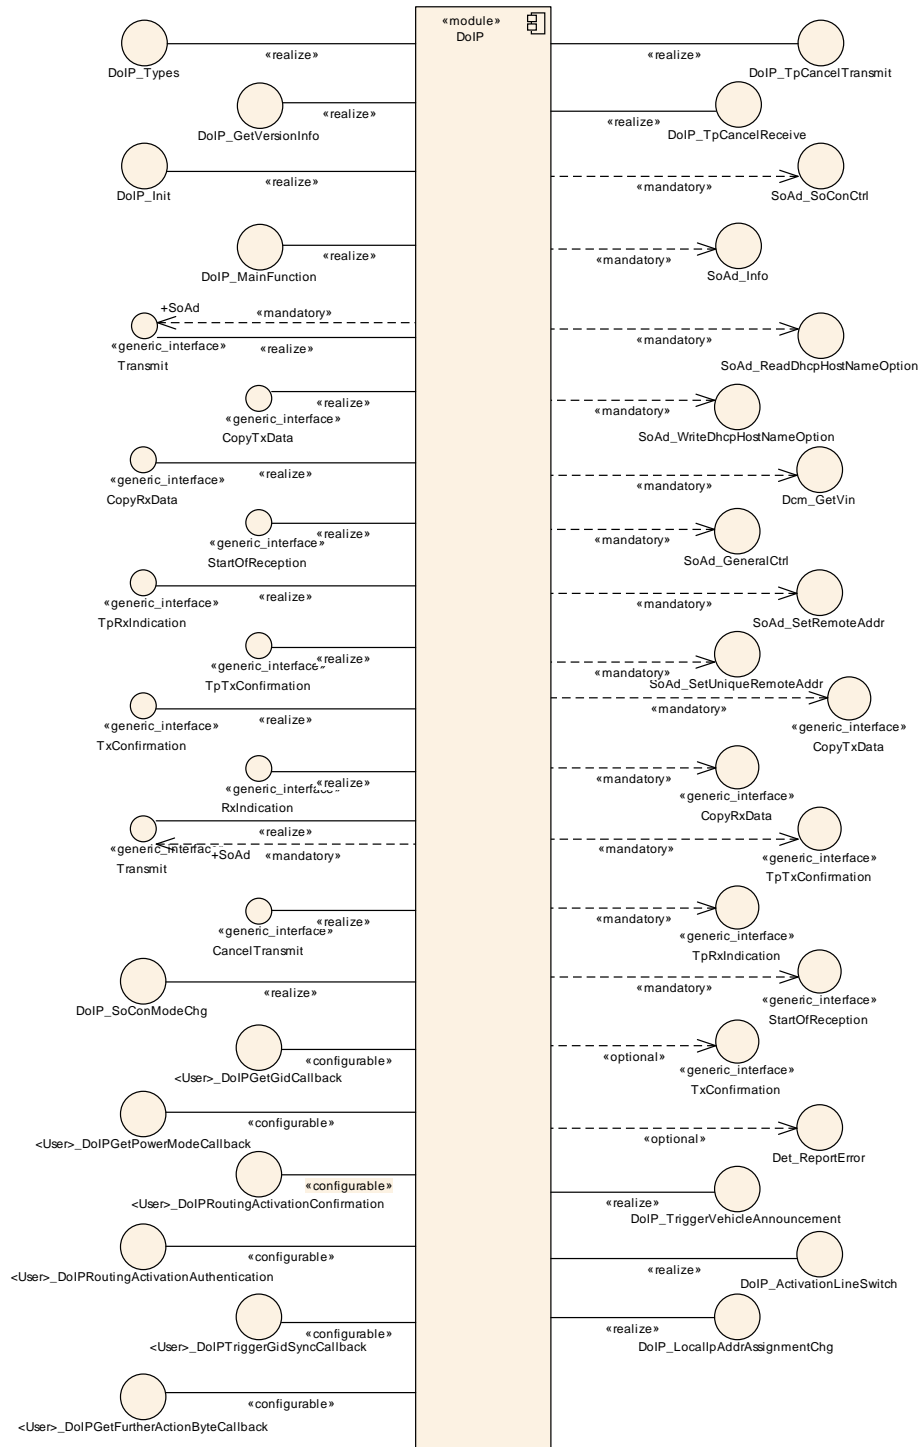 «module»
DoIP
«realize»
DoIP_Types
«realize»
DoIP_GetVersionInfo
«realize»
DoIP_Init
«realize»
DoIP_MainFunction
+SoAd
«mandatory»
«generic_interface»
«realize»
Transmit
«realize»
«generic_interface»
CopyTxData
«realize»
«generic_interface»
CopyRxData
«realize»
«generic_interface»
StartOfReception
«realize»
«generic_interface»
TpRxIndication
«realize»
«generic_interface»
TpTxConfirmation
«realize»
«generic_interface»
TxConfirmation
«realize»
«generic_interface»
RxIndication
«realize»
«generic_interface»
+SoAd
«mandatory»
Transmit
«realize»
«generic_interface»
CancelTransmit
«realize»
DoIP_SoConModeChg
«configurable»
<User>_DoIPGetGidCallback
«configurable»
<User>_DoIPGetPowerModeCallback
«configurable»
<User>_DoIPRoutingActivationConfirmation
«configurable»
<User>_DoIPRoutingActivationAuthentication
«configurable»
<User>_DoIPTriggerGidSyncCallback
«configurable»
<User>_DoIPGetFurtherActionByteCallback
«realize»
DoIP_TpCancelTransmit
«realize»
DoIP_TpCancelReceive
«mandatory»
SoAd_SoConCtrl
«mandatory»
SoAd_Info
«mandatory»
SoAd_ReadDhcpHostNameOption
«mandatory»
SoAd_WriteDhcpHostNameOption
«mandatory»
Dcm_GetVin
«mandatory»
SoAd_GeneralCtrl
«mandatory»
SoAd_SetRemoteAddr
«mandatory»
SoAd_SetUniqueRemoteAddr
«mandatory»
«generic_interface»
CopyTxData
«mandatory»
«generic_interface»
CopyRxData
«mandatory»
«generic_interface»
TpTxConfirmation
«mandatory»
«generic_interface»
TpRxIndication
«mandatory»
«generic_interface»
StartOfReception
«optional»
«generic_interface»
TxConfirmation
«optional»
Det_ReportError
«realize»
DoIP_TriggerVehicleAnnouncement
«realize»
DoIP_ActivationLineSwitch
«realize»
DoIP_LocalIpAddrAssignmentChg